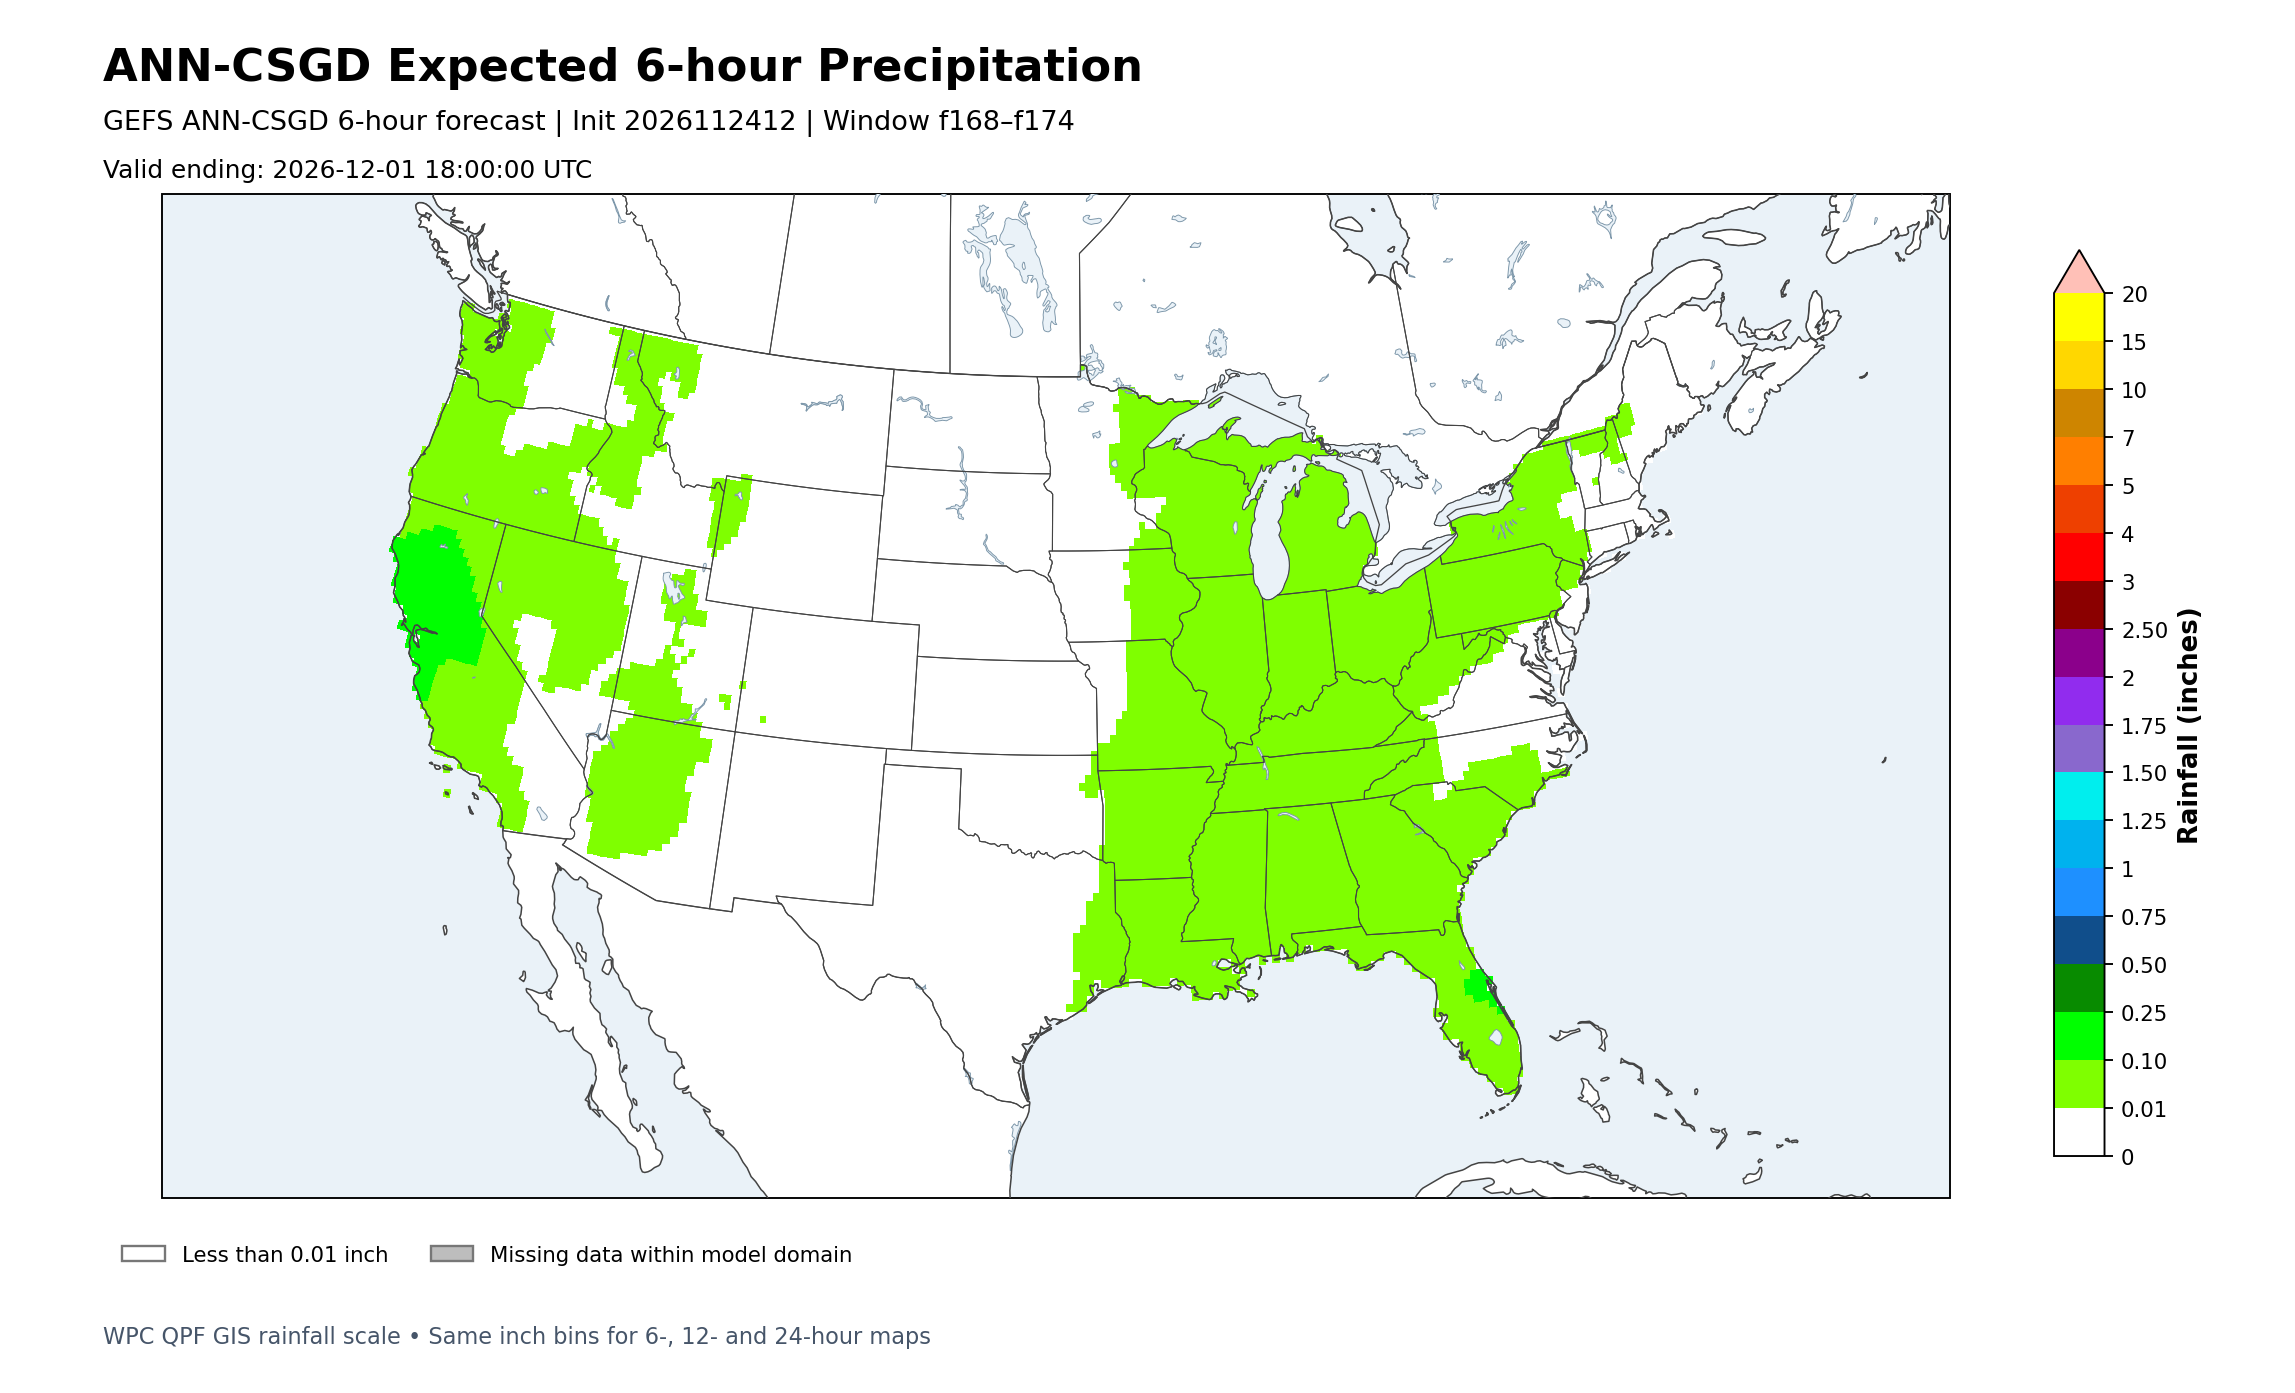 ANN-CSGD Expected 6-hour Precipitation
GEFS ANN-CSGD 6-hour forecast | Init 2026112412 | Window f168–f174
Valid ending: 2026-12-01 18:00:00 UTC
20
15
10
7
5
4
3
2.50
2
1.75
1.50
1.25
1
0.75
0.50
0.25
0.10
0.01
0
Rainfall (inches)
Less than 0.01 inch
Missing data within model domain
WPC QPF GIS rainfall scale • Same inch bins for 6-, 12- and 24-hour maps